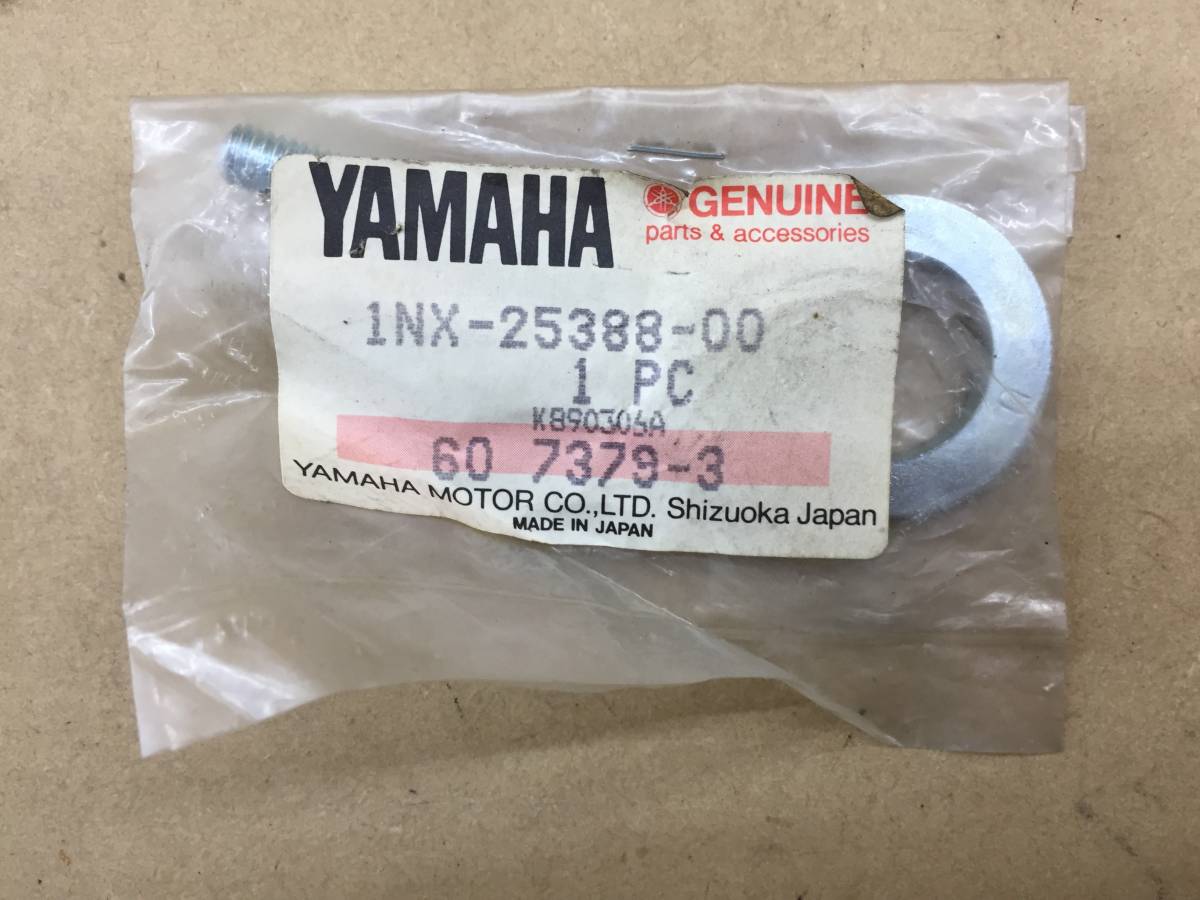 YAMAHA
GENUINE
parts & accessories
1NX-25388-00
1 PC
K890306A
60 7379-3
YAMAHA MOTOR CO.,LTD. Shizuoka Japan
MADE IN JAPAN